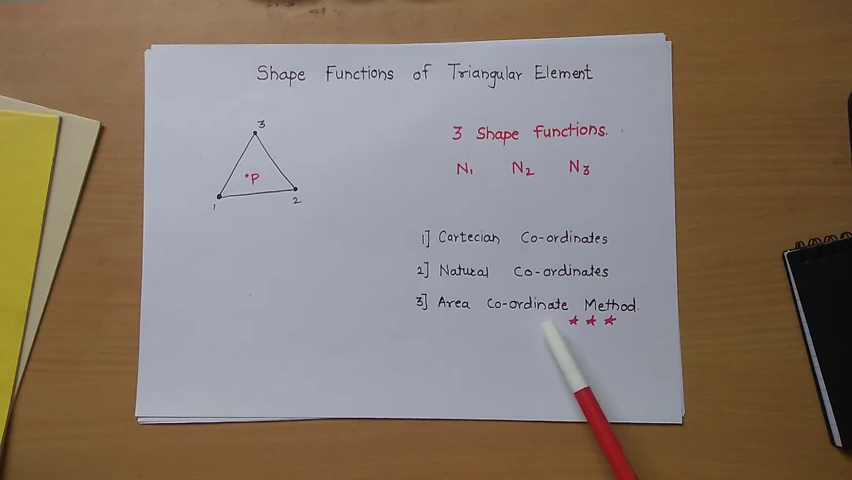 Shape Functions of Triangular Element
3
P
1
2
3 Shape Functions.
N1 N2 N3
1] Cartecian Co-ordinates
2] Natural Co-ordinates
3] Area Co-ordinate Method.
★ ★ ★